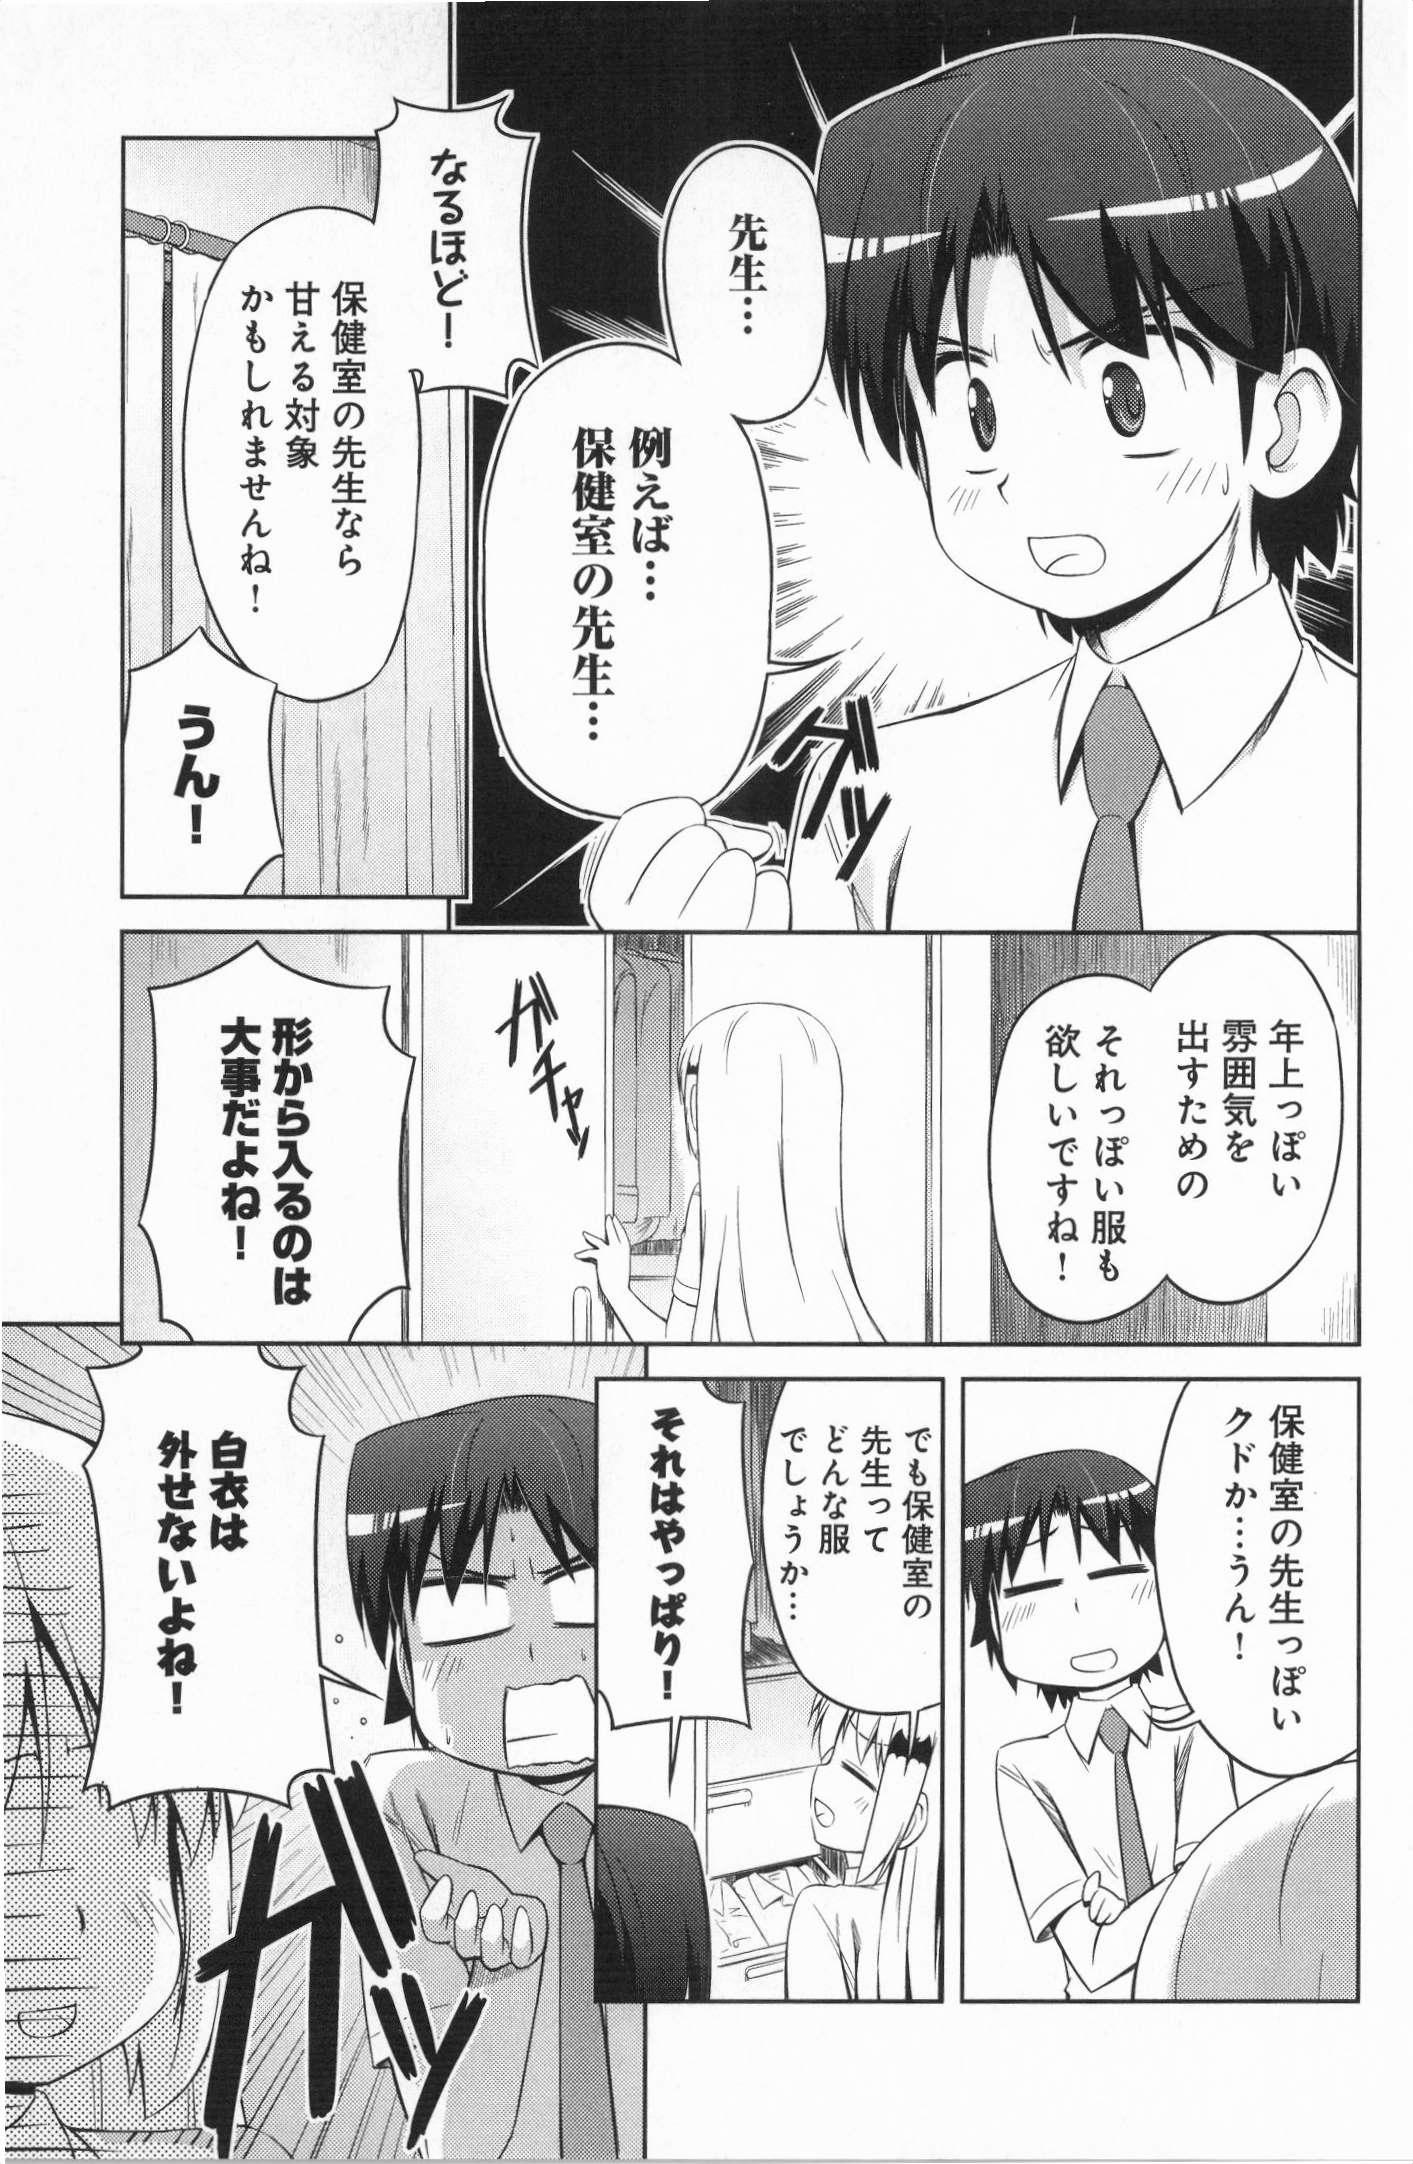 先生…
例えば…
保健室の先生…
グッ
なるほど！
保健室の先生なら
甘える対象
かもしれませんね！
うん！
年上っぽい
雰囲気を
出すための
それっぽい服も
欲しいですね！
ガチャッ
形から入るのは
大事だよね！
保健室の先生っぽい
クドか…うん！
でも保健室の
先生って
どんな服
でしょうか…
それはやっぱり！
白衣は
外せないよね！
ガッ